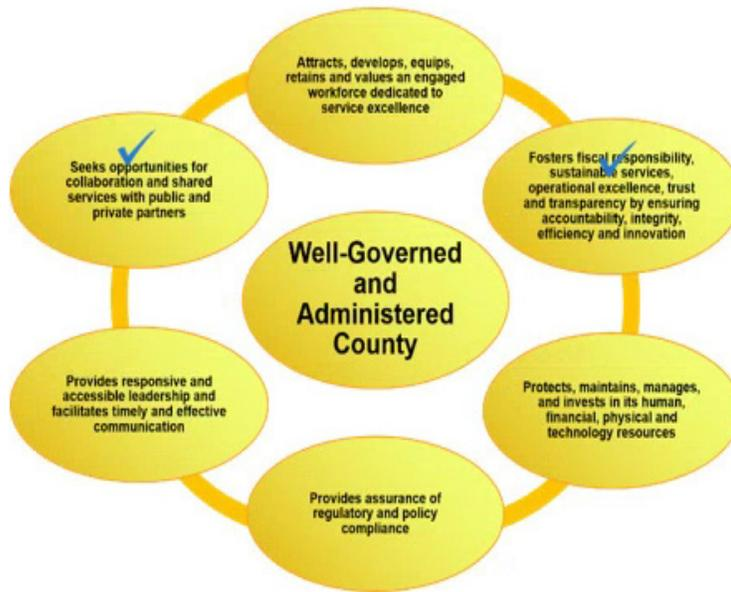 Attracts, develops, equips,
retains and values an engaged
workforce dedicated to
service excellence
Seeks opportunities for
collaboration and shared
services with public and
private partners
Fosters fiscal responsibility,
sustainable services,
operational excellence, trust
and transparency by ensuring
accountability, integrity,
efficiency and innovation
Well-Governed
and
Administered
County
Provides responsive and
accessible leadership and
facilitates timely and effective
communication
Protects, maintains, manages,
and invests in its human,
financial, physical and
technology resources
Provides assurance of
regulatory and policy
compliance